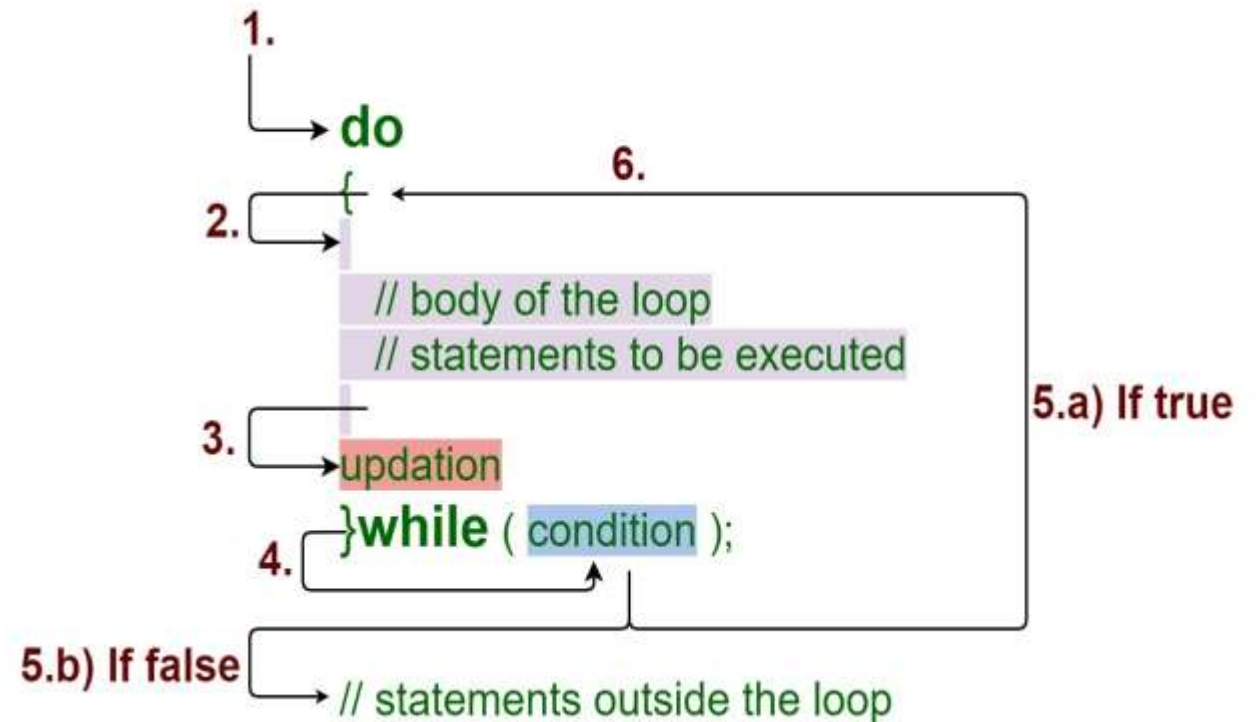 1.
do
6.
{
2.
// body of the loop
// statements to be executed
5.a) If true
3.
updation
}while ( condition );
4.
5.b) If false
// statements outside the loop